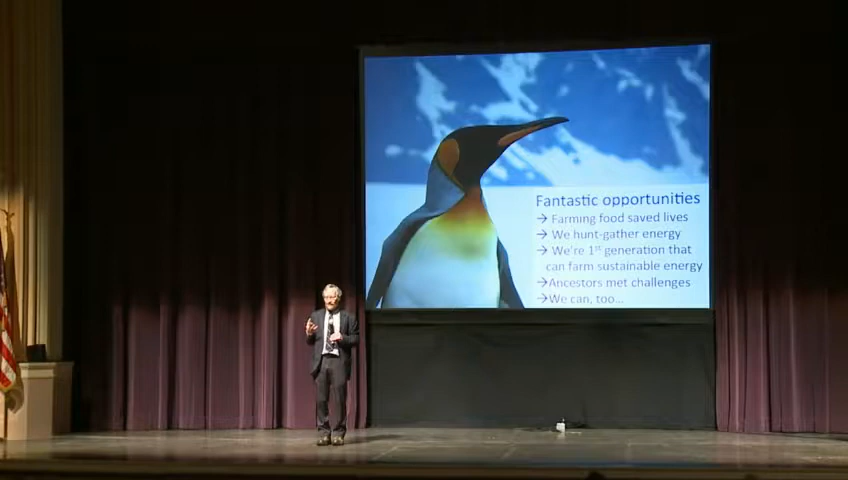 Fantastic opportunities
→ Farming food saved lives
→ We hunt-gather energy
→ We're 1st generation that
can farm sustainable energy
→Ancestors met challenges
→We can, too...